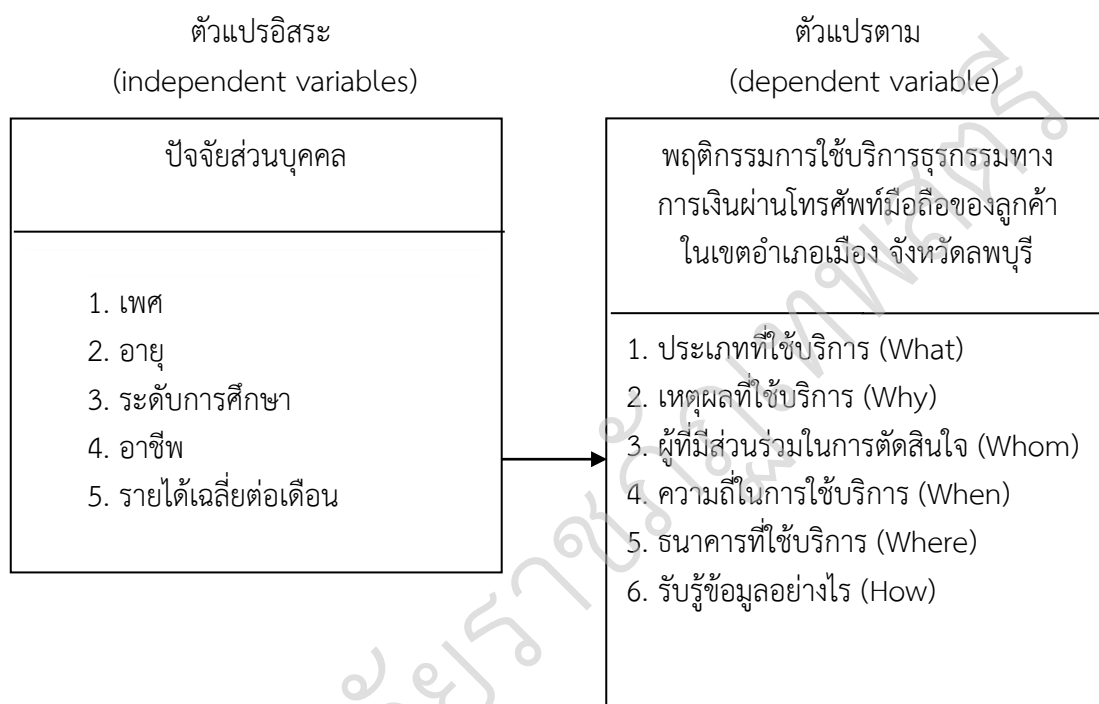 ตัวแปรอิสระ
(independent variables)
ปัจจัยส่วนบุคคล
1. เพศ
2. อายุ
3. ระดับการศึกษา
4. อาชีพ
5. รายได้เฉลี่ยต่อเดือน
ตัวแปรตาม
(dependent variable)
พฤติกรรมการใช้บริการธุรกรรมทาง
การเงินผ่านโทรศัพท์มือถือของลูกค้า
ในเขตอำเภอเมือง จังหวัดลพบุรี
1. ประเภทที่ใช้บริการ (What)
2. เหตุผลที่ใช้บริการ (Why)
3. ผู้ที่มีส่วนร่วมในการตัดสินใจ (Whom)
4. ความถี่ในการใช้บริการ (When)
5. ธนาคารที่ใช้บริการ (Where)
6. รับรู้ข้อมูลอย่างไร (How)